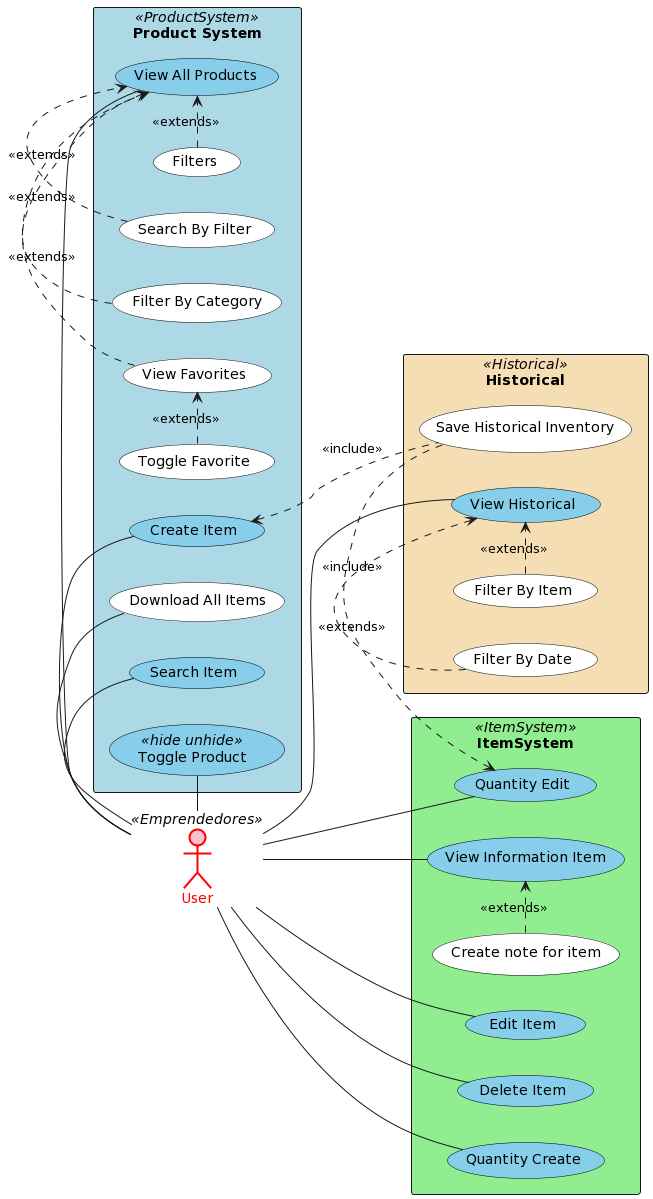 «ProductSystem»
Product System
View All Products
«extends»
Filters
«extends»
«extends»
Search By Filter
«extends»
Filter By Category
View Favorites
«extends»
Toggle Favorite
Create Item
Download All Items
Search Item
«hide unhide»
Toggle Product
«Historical»
Historical
Save Historical Inventory
«include»
View Historical
«extends»
«include»
Filter By Item
«extends»
Filter By Date
«ItemSystem»
ItemSystem
Quantity Edit
«Emprendedores»
User
View Information Item
«extends»
Create note for item
Edit Item
Delete Item
Quantity Create